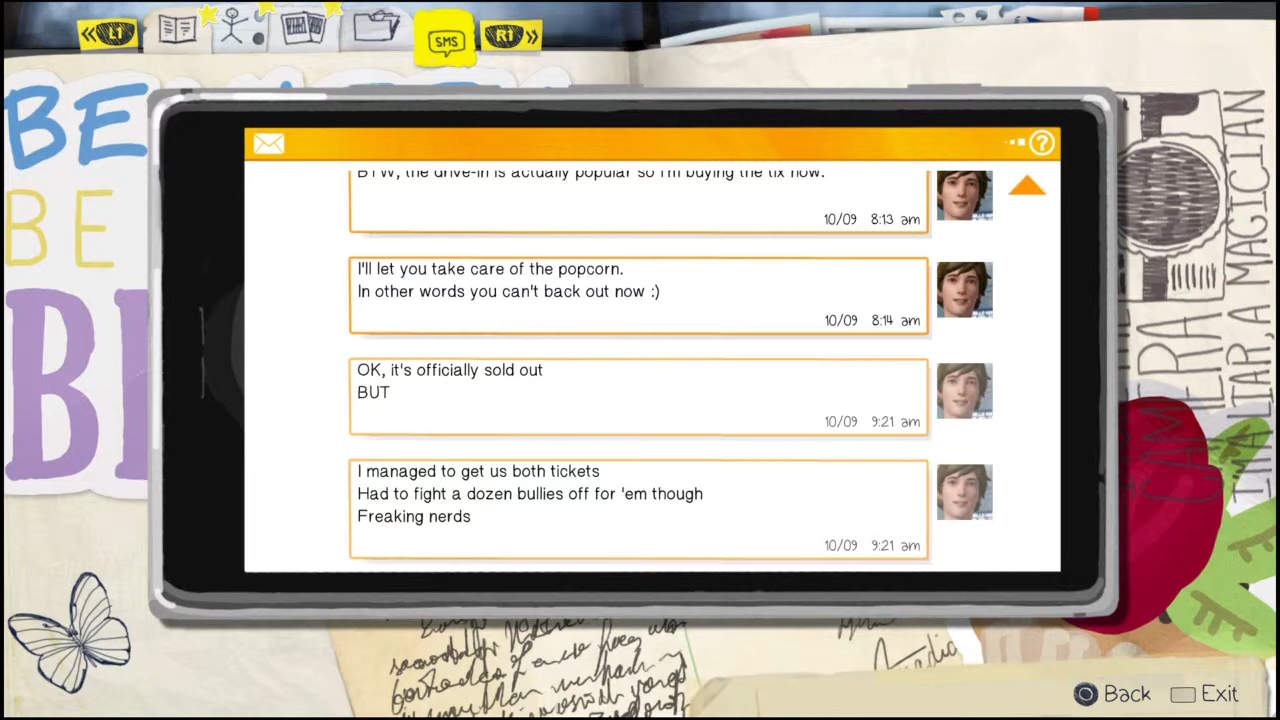 L1
SMS
R1
BE
BE
BTW, the drive-in is actually popular so I'm buying the tix now.
10/09 8:13 am
I'll let you take care of the popcorn.
In other words you can't back out now :)
10/09 8:14 am
OK, it's officially sold out
BUT
10/09 9:21 am
I managed to get us both tickets
Had to fight a dozen bullies off for 'em though
Freaking nerds
10/09 9:21 am
?
CAMERA
I'M A LIAR, A MAGICIAN
Back
Exit